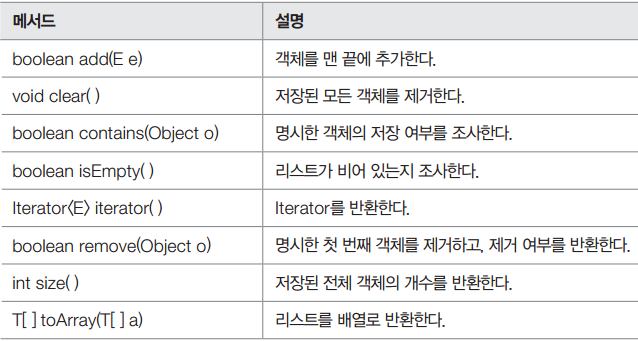 메서드 설명
boolean add(E e) 객체를 맨 끝에 추가한다.
void clear( ) 저장된 모든 객체를 제거한다.
boolean contains(Object o) 명시한 객체의 저장 여부를 조사한다.
boolean isEmpty( ) 리스트가 비어 있는지 조사한다.
Iterator〈E〉 iterator( ) Iterator를 반환한다.
boolean remove(Object o) 명시한 첫 번째 객체를 제거하고, 제거 여부를 반환한다.
int size( ) 저장된 전체 객체의 개수를 반환한다.
T[ ] toArray(T[ ] a) 리스트를 배열로 반환한다.